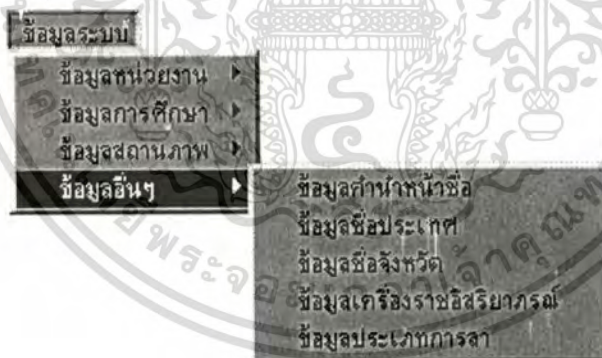 ข้อมูลระบบ
ข้อมูลหน่วยงาน
ข้อมูลการศึกษา
ข้อมูลสถานภาพ
ข้อมูลอื่นๆ
ข้อมูลคำนำหน้าชื่อ
ข้อมูลชื่อประเทศ
ข้อมูลชื่อจังหวัด
ข้อมูลเครื่องราชอิสริยาภรณ์
ข้อมูลประเภทการลา